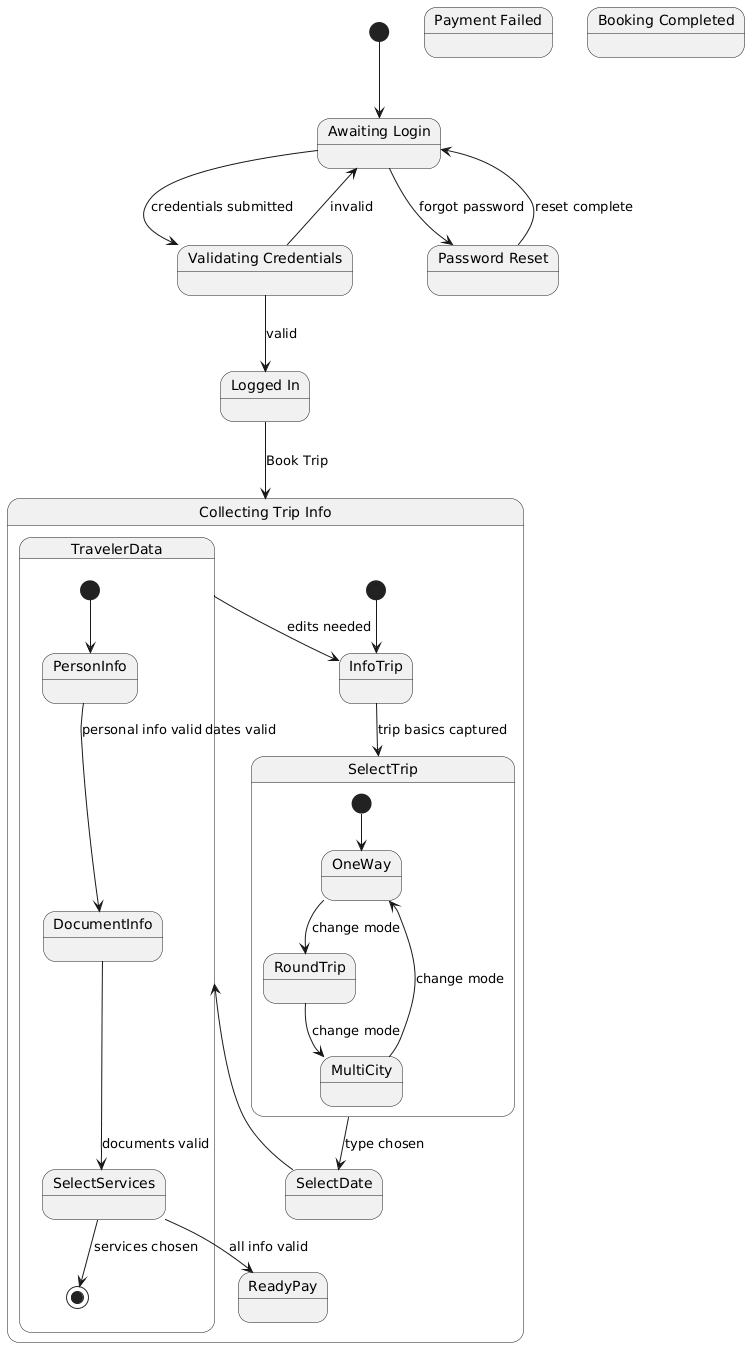 Payment Failed
Booking Completed
Awaiting Login
credentials submitted
invalid
forgot password
reset complete
Validating Credentials
Password Reset
valid
Logged In
Book Trip
Collecting Trip Info
TravelerData
edits needed
PersonInfo
InfoTrip
personal info valid
dates valid
trip basics captured
SelectTrip
OneWay
DocumentInfo
change mode
RoundTrip
change mode
change mode
MultiCity
documents valid
type chosen
SelectServices
SelectDate
services chosen
all info valid
ReadyPay